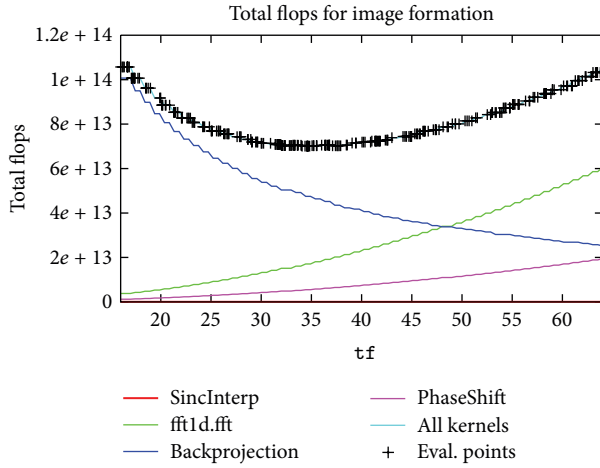 Total flops for image formation
1.2e + 14
1e + 14
8e + 13
6e + 13
4e + 13
2e + 13
0
Total flops
20 25 30 35 40 45 50 55 60
tf
SincInterp
fft1d.fft
Backprojection
PhaseShift
All kernels
Eval. points